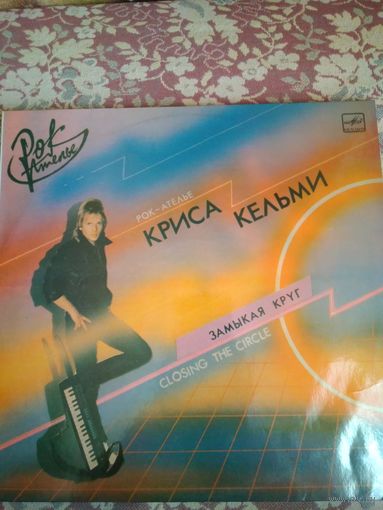 Рок
Ателье
РОК-АТЕЛЬЕ
КРИСА КЕЛЬМИ
ЗАМЫКАЯ КРУГ
CLOSING THE CIRCLE